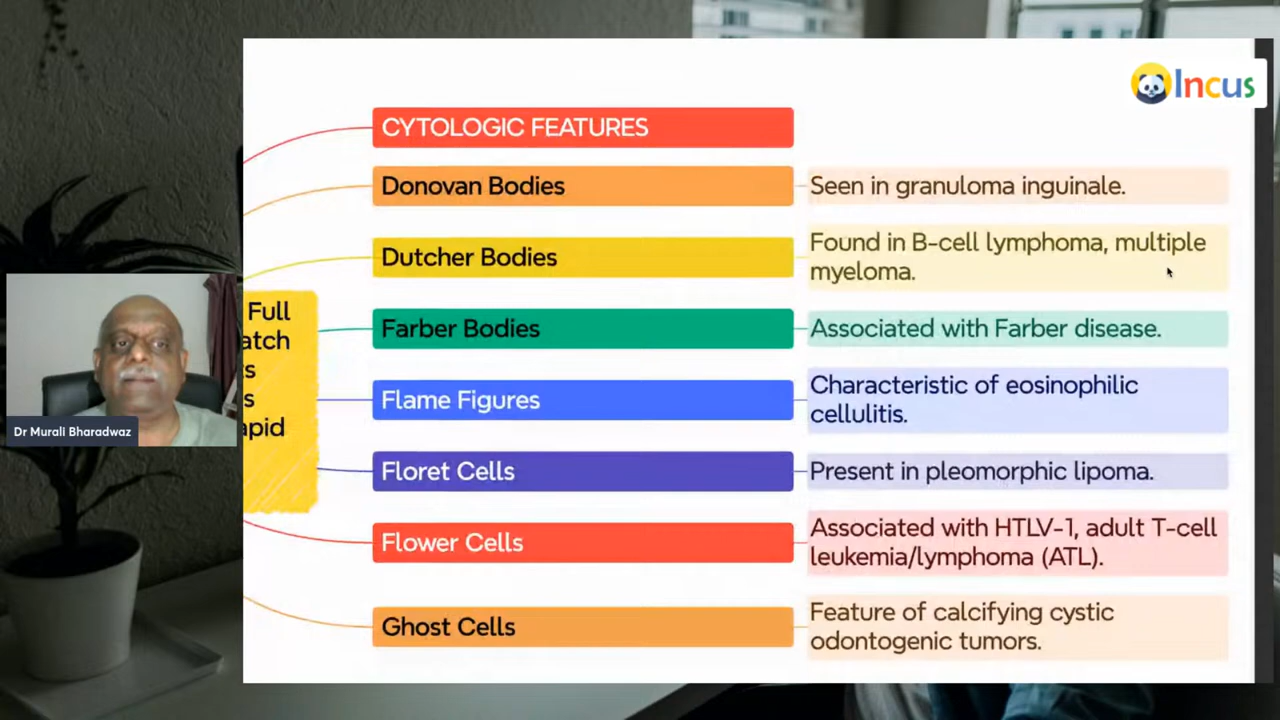 Incus
CYTOLOGIC FEATURES
Donovan Bodies
Seen in granuloma inguinale.
Dutcher Bodies
Found in B-cell lymphoma, multiple
myeloma.
Full
atch
s
s
apid
Farber Bodies
Associated with Farber disease.
Flame Figures
Characteristic of eosinophilic
cellulitis.
Floret Cells
Present in pleomorphic lipoma.
Flower Cells
Associated with HTLV-1, adult T-cell
leukemia/lymphoma (ATL).
Ghost Cells
Feature of calcifying cystic
odontogenic tumors.
Dr Murali Bharadwaz